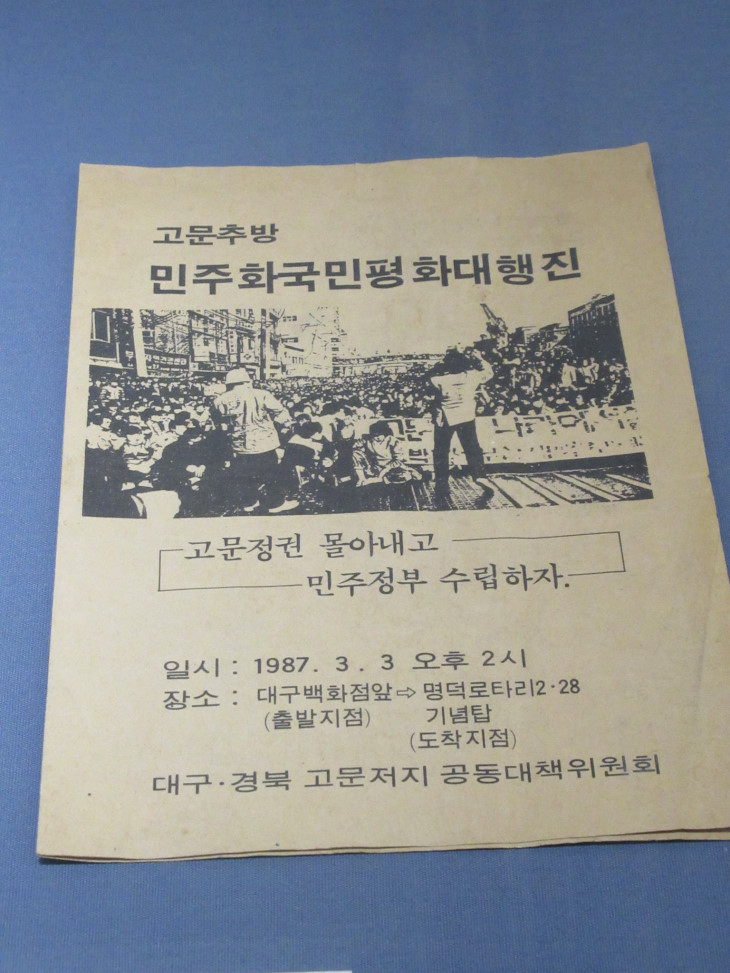 고문추방
민주화국민평화대행진
고문정권 몰아내고
민주정부 수립하자.
일시 : 1987. 3. 3 오후 2시
장소 : 대구백화점앞⇨명덕로타리2·28
(출발지점) 기념탑
(도착지점)
대구·경북 고문저지 공동대책위원회